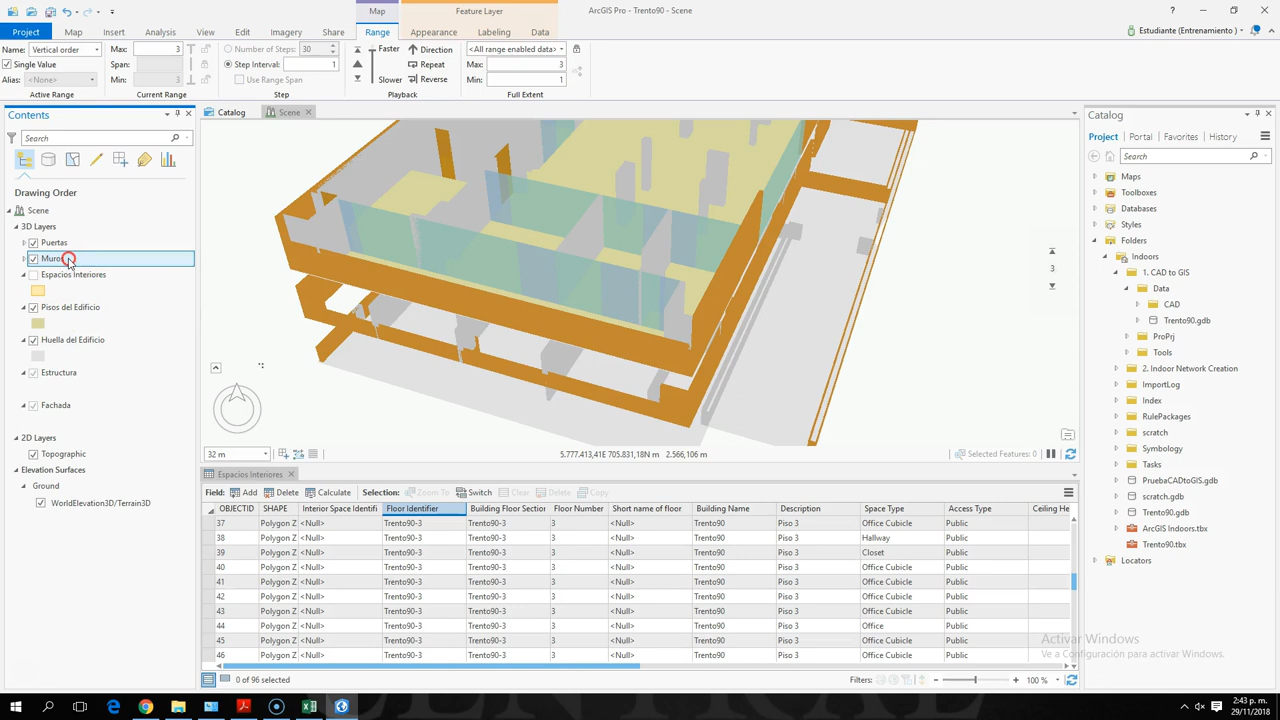 Map
Feature Layer
ArcGIS Pro - Trento90 - Scene
?
Project
Map
Insert
Analysis
View
Edit
Imagery
Share
Range
Appearance
Labeling
Data
Estudiante (Entrenamiento)
Name:
Vertical order
Max:
3
Number of Steps:
30
Faster
Direction
<All range enabled data>
Single Value
Span:
Step Interval:
1
Repeat
Max:
3
Alias:
<None>
Min:
3
Use Range Span
Slower
Reverse
Min:
1
Active Range
Current Range
Step
Playback
Full Extent
Contents
Search
Drawing Order
Scene
3D Layers
Puertas
Muros
Espacios Interiores
Pisos del Edificio
Huella del Edificio
Estructura
Fachada
2D Layers
Topographic
Elevation Surfaces
Ground
WorldElevation3D/Terrain3D
Catalog
Scene
3
32 m
5.777.413,41E 705.831,18N m
2.566,106 m
Selected Features: 0
Espacios Interiores
Field:
Add
Delete
Calculate
Selection:
Zoom To
Switch
Clear
Delete
Copy
OBJECTID SHAPE Interior Space Identifi Floor Identifier Building Floor Section Floor Number Short name of floor Building Name Description Space Type Access Type Ceiling He
37 Polygon Z <Null> Trento90-3 Trento90-3 3 <Null> Trento90 Piso 3 Office Cubicle Public
38 Polygon Z <Null> Trento90-3 Trento90-3 3 <Null> Trento90 Piso 3 Hallway Public
39 Polygon Z <Null> Trento90-3 Trento90-3 3 <Null> Trento90 Piso 3 Closet Public
40 Polygon Z <Null> Trento90-3 Trento90-3 3 <Null> Trento90 Piso 3 Office Cubicle Public
41 Polygon Z <Null> Trento90-3 Trento90-3 3 <Null> Trento90 Piso 3 Office Cubicle Public
42 Polygon Z <Null> Trento90-3 Trento90-3 3 <Null> Trento90 Piso 3 Office Cubicle Public
43 Polygon Z <Null> Trento90-3 Trento90-3 3 <Null> Trento90 Piso 3 Office Cubicle Public
44 Polygon Z <Null> Trento90-3 Trento90-3 3 <Null> Trento90 Piso 3 Office Public
45 Polygon Z <Null> Trento90-3 Trento90-3 3 <Null> Trento90 Piso 3 Office Cubicle Public
46 Polygon Z <Null> Trento90-3 Trento90-3 3 <Null> Trento90 Piso 3 Office Cubicle Public
0 of 96 selected
Filters:
100 %
Catalog
Project
Portal
Favorites
History
Search
Maps
Toolboxes
Databases
Styles
Folders
Indoors
1. CAD to GIS
Data
CAD
Trento90.gdb
ProPrj
Tools
2. Indoor Network Creation
ImportLog
Index
RulePackages
scratch
Symbology
Tasks
PruebaCADtoGIS.gdb
scratch.gdb
Trento90.gdb
ArcGIS Indoors.tbx
Trento90.tbx
Locators
Activar Windows
Ve a Configuración para activar Windows.
2:43 p. m.
29/11/2018